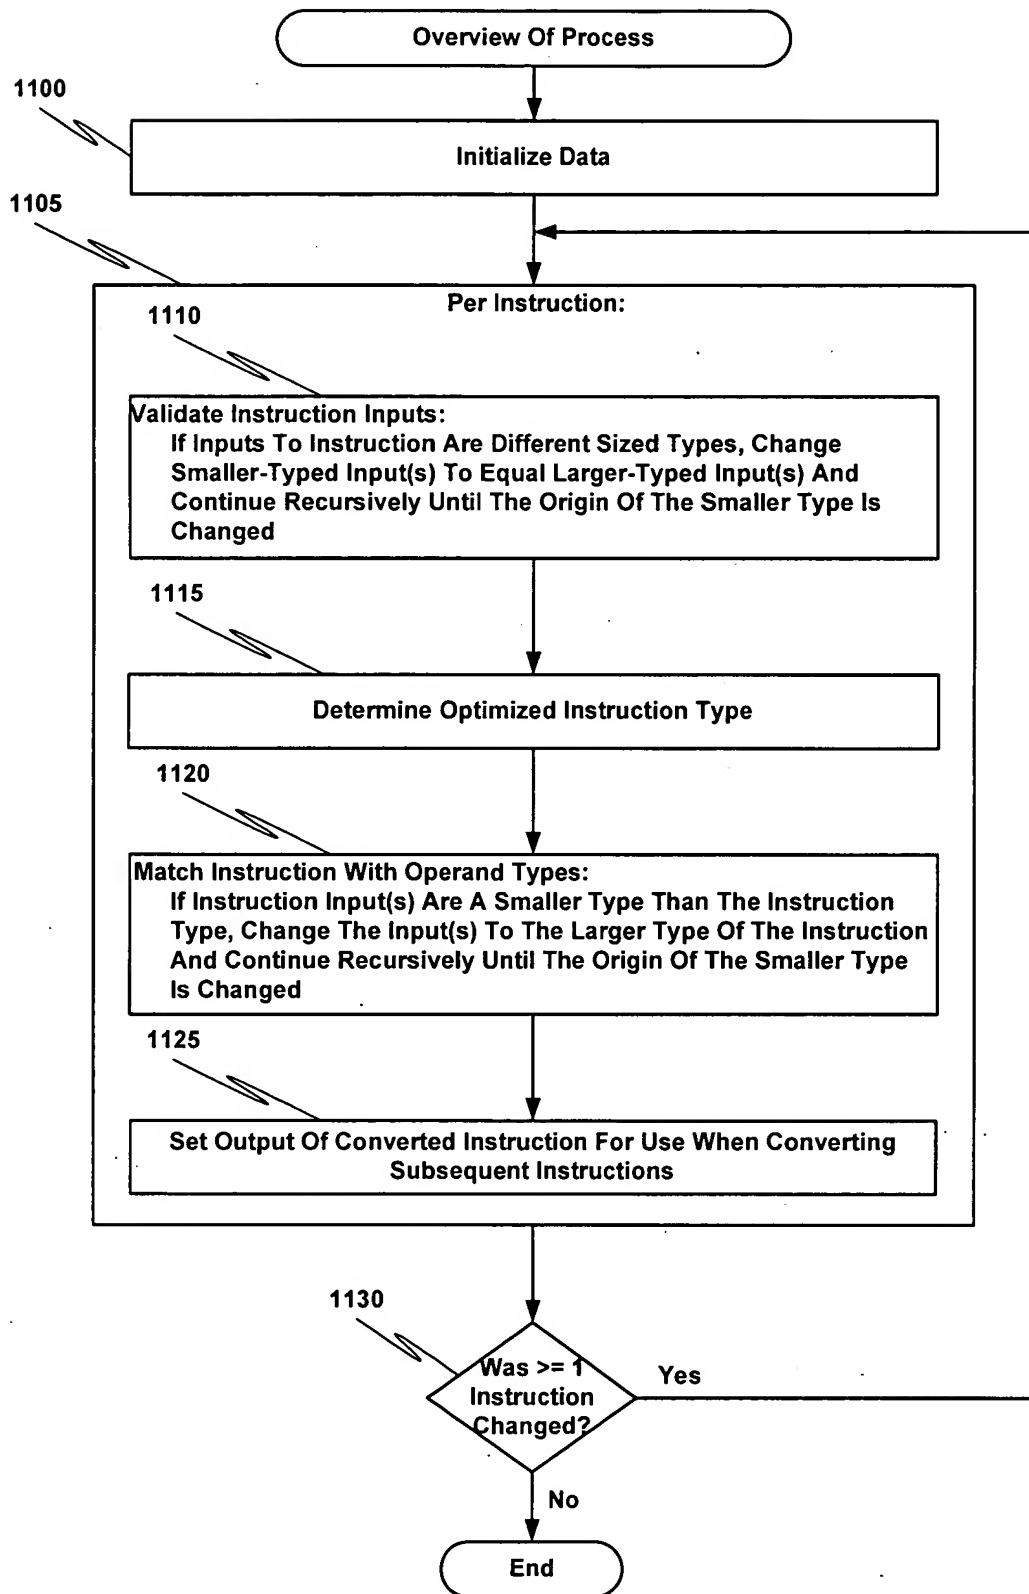 Overview Of Process
1100
Initialize Data
1105
Per Instruction:
1110
Validate Instruction Inputs:
If Inputs To Instruction Are Different Sized Types, Change
Smaller-Typed Input(s) To Equal Larger-Typed Input(s) And
Continue Recursively Until The Origin Of The Smaller Type Is
Changed
1115
Determine Optimized Instruction Type
1120
Match Instruction With Operand Types:
If Instruction Input(s) Are A Smaller Type Than The Instruction
Type, Change The Input(s) To The Larger Type Of The Instruction
And Continue Recursively Until The Origin Of The Smaller Type
Is Changed
1125
Set Output Of Converted Instruction For Use When Converting
Subsequent Instructions
1130
Was >= 1
Instruction
Changed?
Yes
No
End